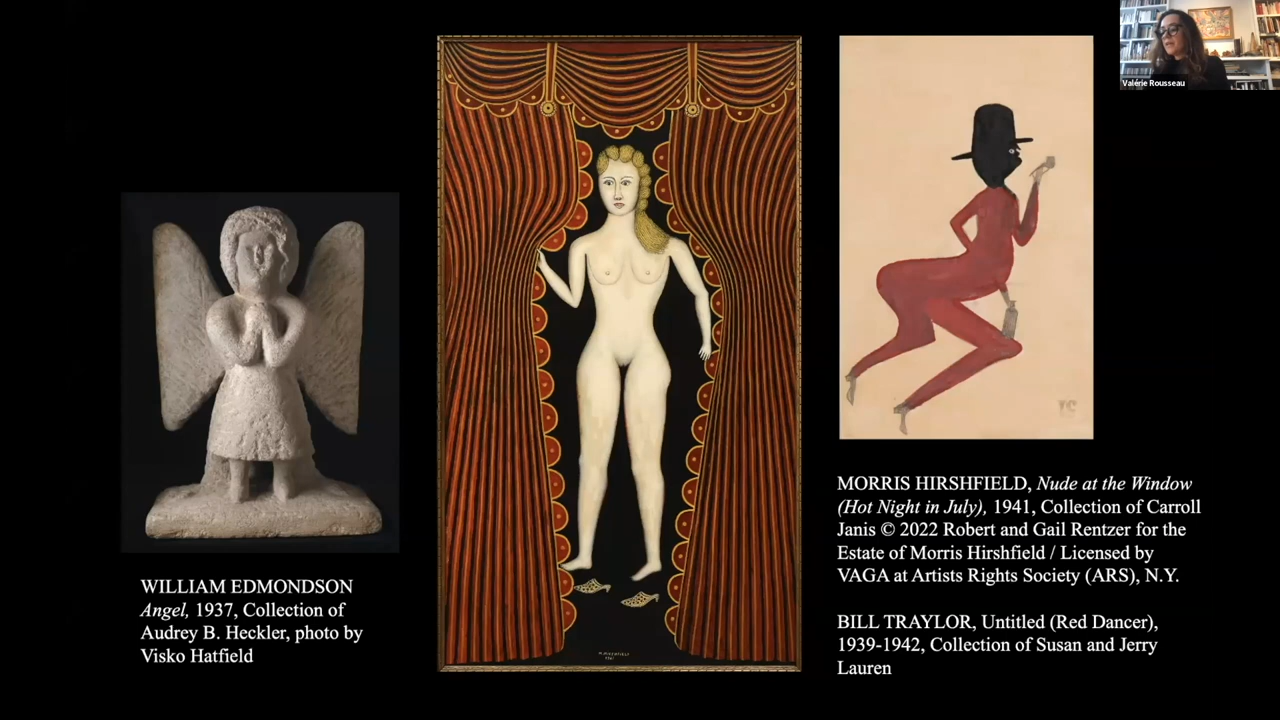 Valérie Rousseau
WILLIAM EDMONDSON
Angel, 1937, Collection of
Audrey B. Heckler, photo by
Visko Hatfield
MORRIS HIRSHFIELD, Nude at the Window
(Hot Night in July), 1941, Collection of Carroll
Janis © 2022 Robert and Gail Rentzer for the
Estate of Morris Hirshfield / Licensed by
VAGA at Artists Rights Society (ARS), N.Y.
BILL TRAYLOR, Untitled (Red Dancer),
1939-1942, Collection of Susan and Jerry
Lauren
M. HIRSHFIELD
1941